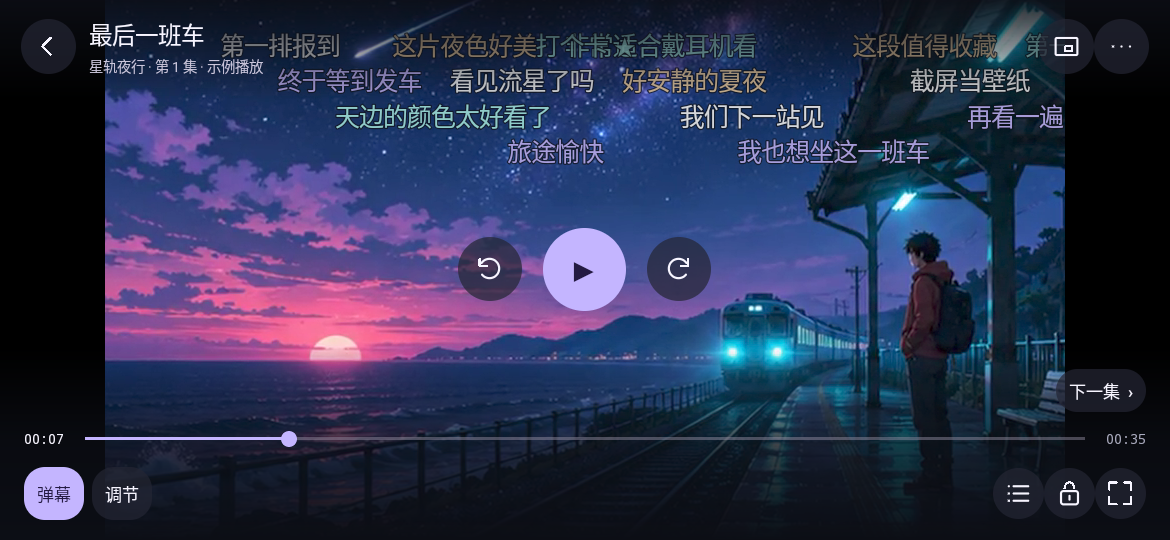 最后一班车
星轨夜行 · 第 1 集 · 示例播放
第一排报到 这片夜色好美 打个非常适合戴耳机看 这段值得收藏 第
终于等到发车 看见流星了吗 好安静的夏夜 截屏当壁纸
天边的颜色太好看了 我们下一站见 再看一遍
旅途愉快 我也想坐这一班车
下一集 ›
00:07 00:35
弹幕 调节